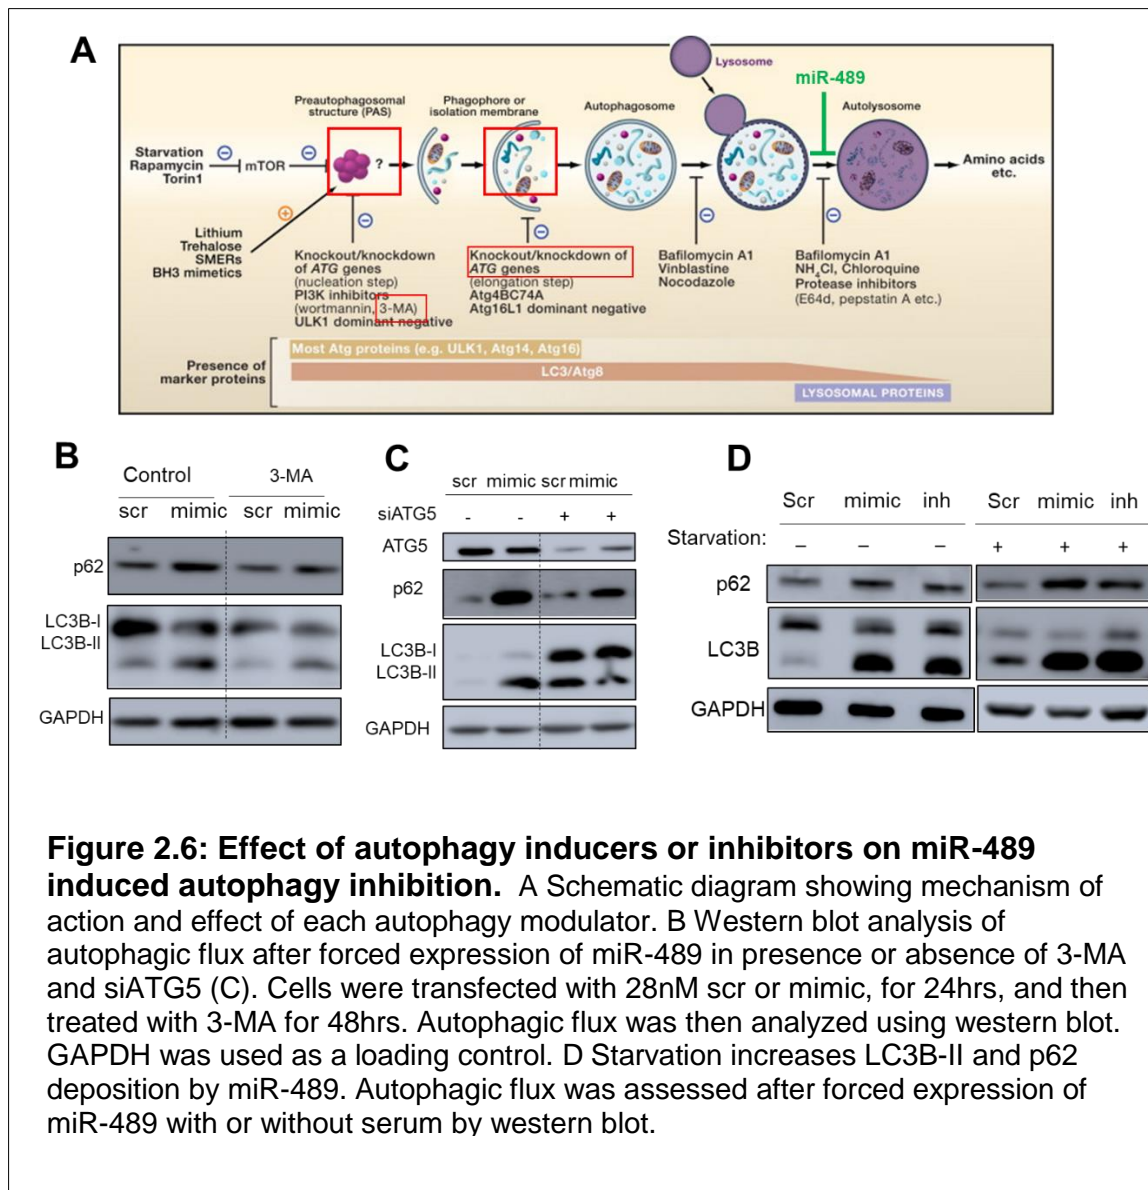 A
Lysosome
miR-489
Preautophagosomal
structure (PAS)
Phagophore or
isolation membrane
Autophagosome
Autolysosome
Starvation
Rapamycin
Torin1
mTOR
?
Amino acids
etc.
Lithium
Trehalose
SMERs
BH3 mimetics
Knockout/knockdown
of ATG genes
(nucleation step)
PI3K inhibitors
(wortmannin, 3-MA)
ULK1 dominant negative
Knockout/knockdown of
ATG genes
(elongation step)
Atg4BC74A
Atg16L1 dominant negative
Bafilomycin A1
Vinblastine
Nocodazole
Bafilomycin A1
NH4Cl, Chloroquine
Protease inhibitors
(E64d, pepstatin A etc.)
Presence of
marker proteins
Most Atg proteins (e.g. ULK1, Atg14, Atg16)
LC3/Atg8
LYSOSOMAL PROTEINS
B
Control 3-MA
scr mimic scr mimic
p62
LC3B-I
LC3B-II
GAPDH
C
scr mimic scr mimic
siATG5 - - + +
ATG5
p62
LC3B-I
LC3B-II
GAPDH
D
Scr mimic inh Scr mimic inh
Starvation: – – – + + +
p62
LC3B
GAPDH
Figure 2.6: Effect of autophagy inducers or inhibitors on miR-489
induced autophagy inhibition. A Schematic diagram showing mechanism of
action and effect of each autophagy modulator. B Western blot analysis of
autophagic flux after forced expression of miR-489 in presence or absence of 3-MA
and siATG5 (C). Cells were transfected with 28nM scr or mimic, for 24hrs, and then
treated with 3-MA for 48hrs. Autophagic flux was then analyzed using western blot.
GAPDH was used as a loading control. D Starvation increases LC3B-II and p62
deposition by miR-489. Autophagic flux was assessed after forced expression of
miR-489 with or without serum by western blot.